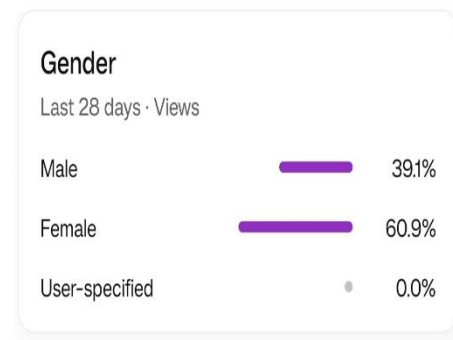 Gender
Last 28 days · Views
Male 39.1%
Female 60.9%
User-specified 0.0%